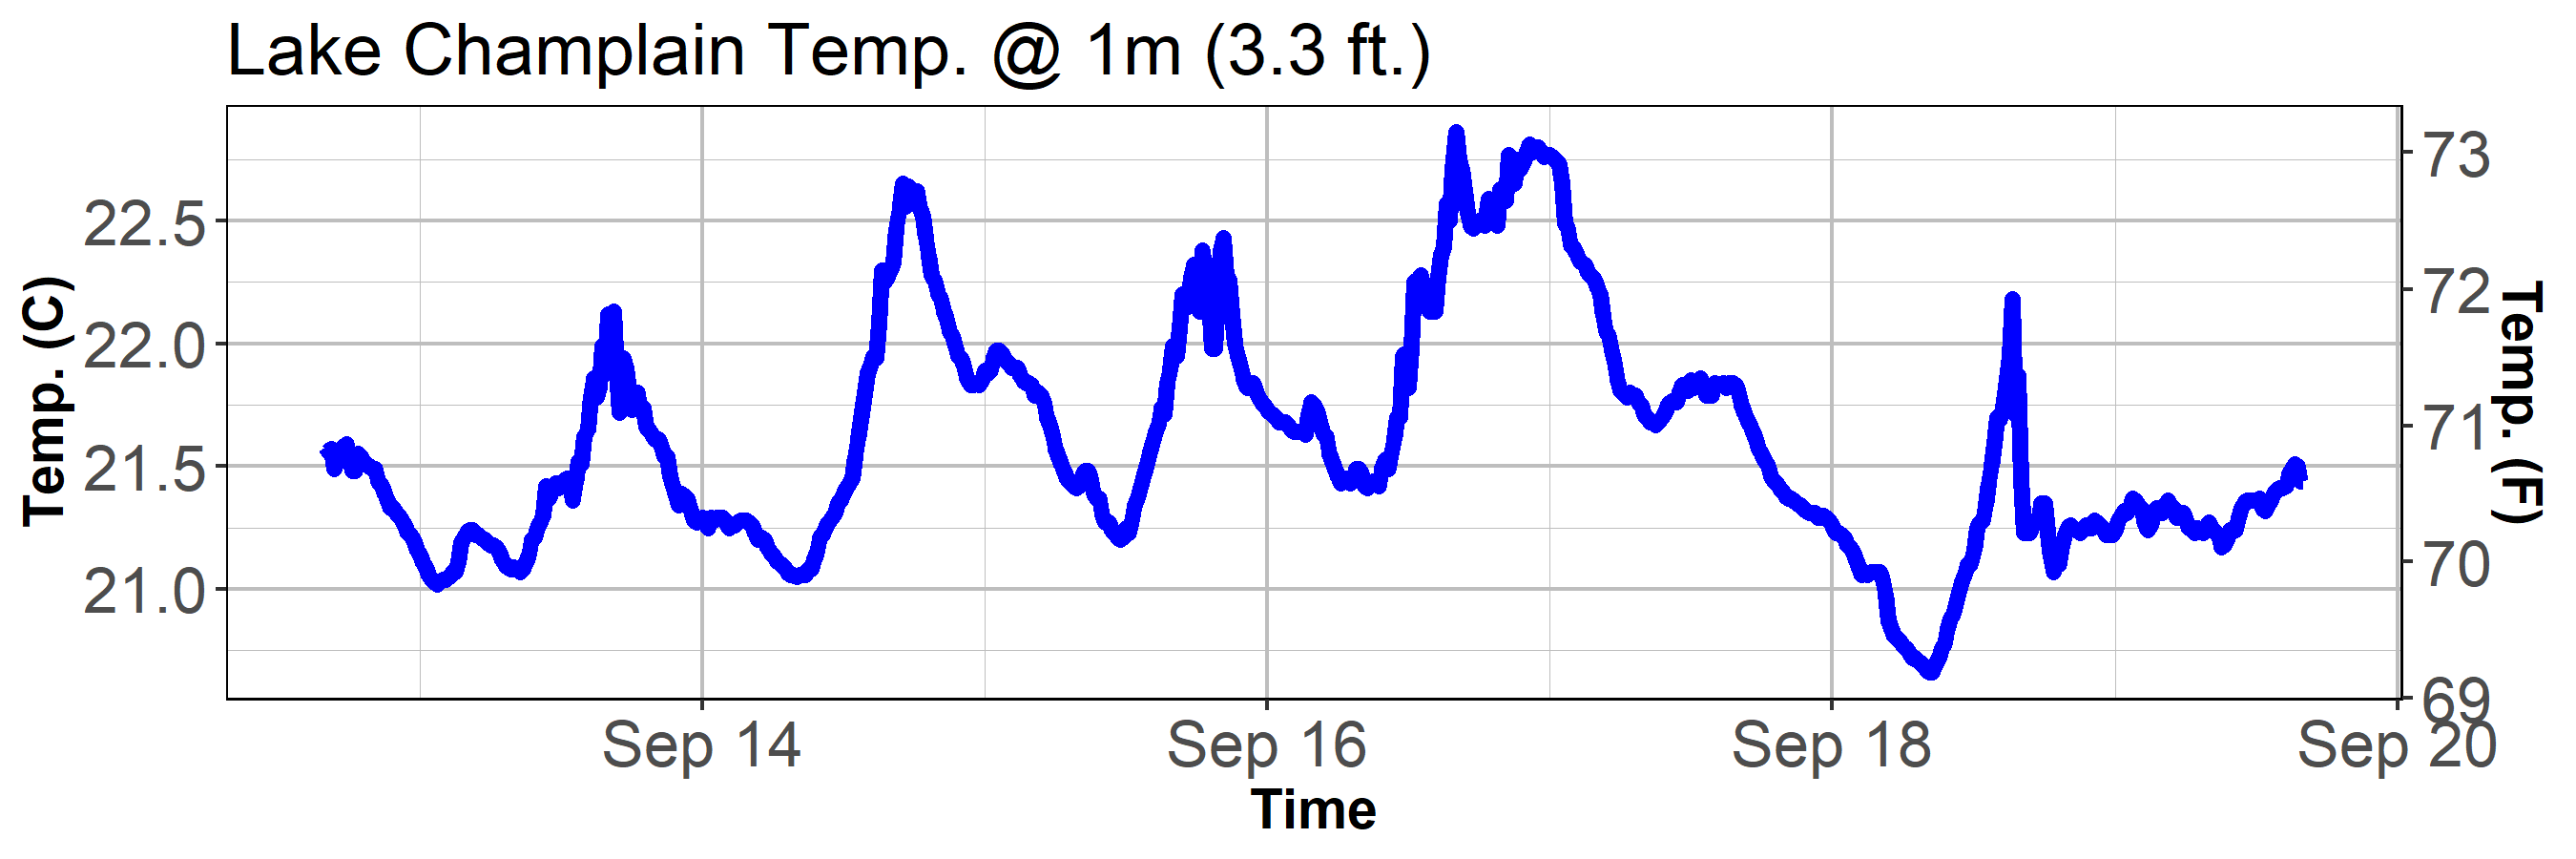 Lake Champlain Temp. @ 1m (3.3 ft.)
Temp. (C)
22.5
22.0
21.5
21.0
73
72
71
70
69
Temp. (F)
Sep 14 Sep 16 Sep 18 Sep 20
Time